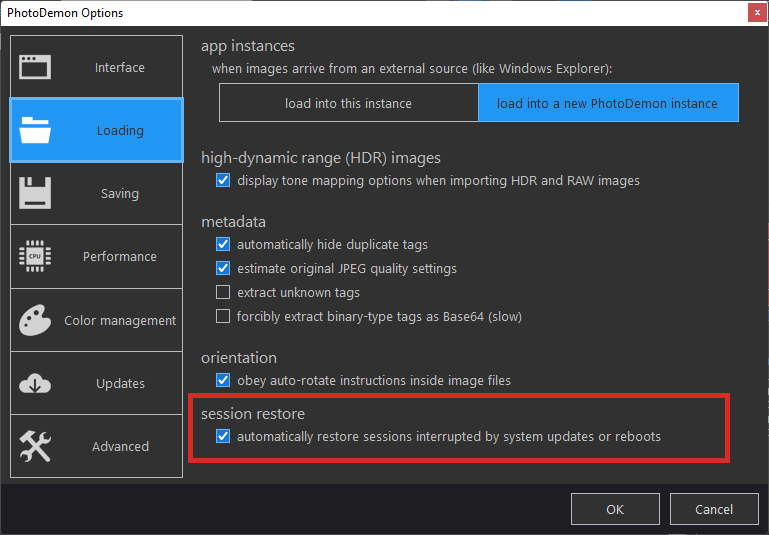 PhotoDemon Options
x
Interface
Loading
Saving
CPU
Performance
Color management
Updates
Advanced
app instances
when images arrive from an external source (like Windows Explorer):
load into this instance
load into a new PhotoDemon instance
high-dynamic range (HDR) images
display tone mapping options when importing HDR and RAW images
metadata
automatically hide duplicate tags
estimate original JPEG quality settings
extract unknown tags
forcibly extract binary-type tags as Base64 (slow)
orientation
obey auto-rotate instructions inside image files
session restore
automatically restore sessions interrupted by system updates or reboots
OK
Cancel